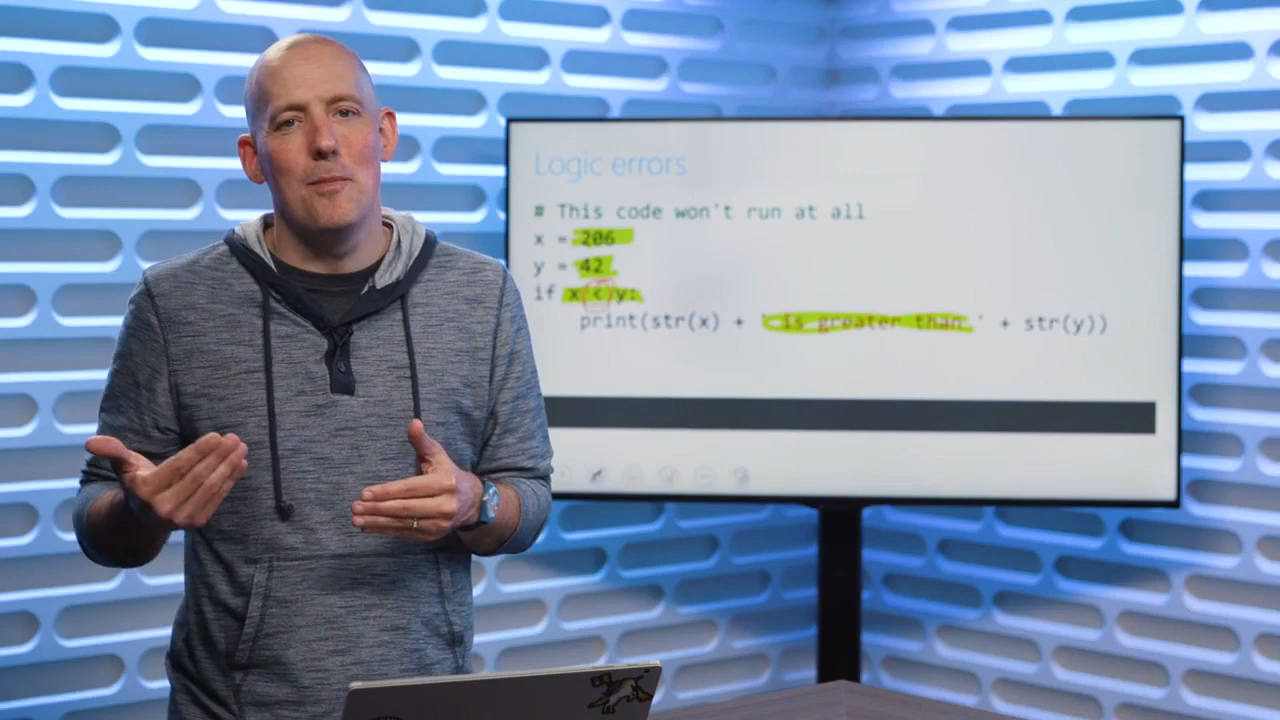 Logic errors
# This code won't run at all
x = 206
y = 42
if x < y:
print(str(x) + ' is greater than ' + str(y))